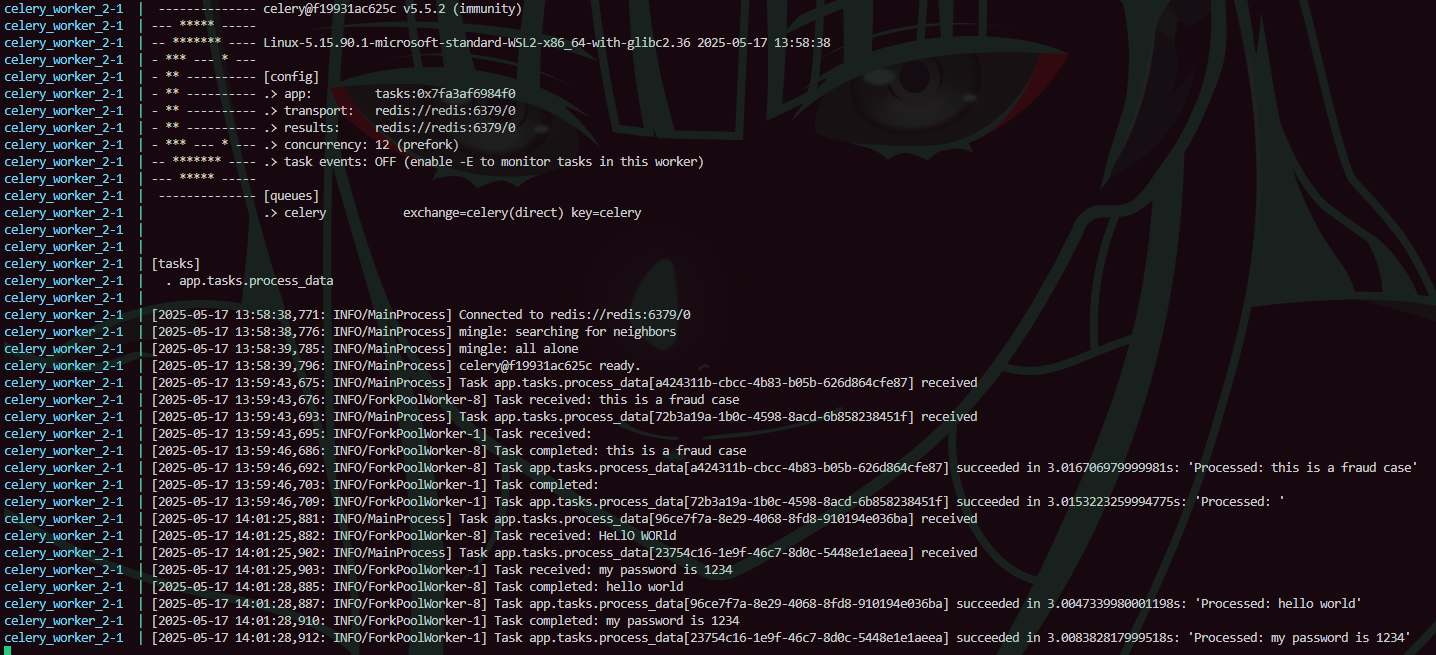 celery_worker_2-1  |  -------------- celery@f19931ac625c v5.5.2 (immunity)
celery_worker_2-1  | --- ***** -----
celery_worker_2-1  | -- ******* ---- Linux-5.15.90.1-microsoft-standard-WSL2-x86_64-with-glibc2.36 2025-05-17 13:58:38
celery_worker_2-1  | - *** --- * ---
celery_worker_2-1  | - ** ---------- [config]
celery_worker_2-1  | - ** ---------- .> app:         tasks:0x7fa3af6984f0
celery_worker_2-1  | - ** ---------- .> transport:   redis://redis:6379/0
celery_worker_2-1  | - ** ---------- .> results:     redis://redis:6379/0
celery_worker_2-1  | - *** --- * --- .> concurrency: 12 (prefork)
celery_worker_2-1  | -- ******* ---- .> task events: OFF (enable -E to monitor tasks in this worker)
celery_worker_2-1  | --- ***** -----
celery_worker_2-1  |  -------------- [queues]
celery_worker_2-1  |                 .> celery           exchange=celery(direct) key=celery
celery_worker_2-1  |
celery_worker_2-1  |
celery_worker_2-1  | [tasks]
celery_worker_2-1  |   . app.tasks.process_data
celery_worker_2-1  |
celery_worker_2-1  | [2025-05-17 13:58:38,771: INFO/MainProcess] Connected to redis://redis:6379/0
celery_worker_2-1  | [2025-05-17 13:58:38,776: INFO/MainProcess] mingle: searching for neighbors
celery_worker_2-1  | [2025-05-17 13:58:39,785: INFO/MainProcess] mingle: all alone
celery_worker_2-1  | [2025-05-17 13:58:39,796: INFO/MainProcess] celery@f19931ac625c ready.
celery_worker_2-1  | [2025-05-17 13:59:43,675: INFO/MainProcess] Task app.tasks.process_data[a424311b-cbcc-4b83-b05b-626d864cfe87] received
celery_worker_2-1  | [2025-05-17 13:59:43,676: INFO/ForkPoolWorker-8] Task received: this is a fraud case
celery_worker_2-1  | [2025-05-17 13:59:43,693: INFO/MainProcess] Task app.tasks.process_data[72b3a19a-1b0c-4598-8acd-6b858238451f] received
celery_worker_2-1  | [2025-05-17 13:59:43,695: INFO/ForkPoolWorker-1] Task received:
celery_worker_2-1  | [2025-05-17 13:59:46,686: INFO/ForkPoolWorker-8] Task completed: this is a fraud case
celery_worker_2-1  | [2025-05-17 13:59:46,692: INFO/ForkPoolWorker-8] Task app.tasks.process_data[a424311b-cbcc-4b83-b05b-626d864cfe87] succeeded in 3.016706979999981s: 'Processed: this is a fraud case'
celery_worker_2-1  | [2025-05-17 13:59:46,703: INFO/ForkPoolWorker-1] Task completed:
celery_worker_2-1  | [2025-05-17 13:59:46,709: INFO/ForkPoolWorker-1] Task app.tasks.process_data[72b3a19a-1b0c-4598-8acd-6b858238451f] succeeded in 3.0153223259994775s: 'Processed: '
celery_worker_2-1  | [2025-05-17 14:01:25,881: INFO/MainProcess] Task app.tasks.process_data[96ce7f7a-8e29-4068-8fd8-910194e036ba] received
celery_worker_2-1  | [2025-05-17 14:01:25,882: INFO/ForkPoolWorker-8] Task received: HeLlO WORld
celery_worker_2-1  | [2025-05-17 14:01:25,902: INFO/MainProcess] Task app.tasks.process_data[23754c16-1e9f-46c7-8d0c-5448e1e1aeea] received
celery_worker_2-1  | [2025-05-17 14:01:25,903: INFO/ForkPoolWorker-1] Task received: my password is 1234
celery_worker_2-1  | [2025-05-17 14:01:28,885: INFO/ForkPoolWorker-8] Task completed: hello world
celery_worker_2-1  | [2025-05-17 14:01:28,887: INFO/ForkPoolWorker-8] Task app.tasks.process_data[96ce7f7a-8e29-4068-8fd8-910194e036ba] succeeded in 3.0047339980001198s: 'Processed: hello world'
celery_worker_2-1  | [2025-05-17 14:01:28,910: INFO/ForkPoolWorker-1] Task completed: my password is 1234
celery_worker_2-1  | [2025-05-17 14:01:28,912: INFO/ForkPoolWorker-1] Task app.tasks.process_data[23754c16-1e9f-46c7-8d0c-5448e1e1aeea] succeeded in 3.008382817999518s: 'Processed: my password is 1234'